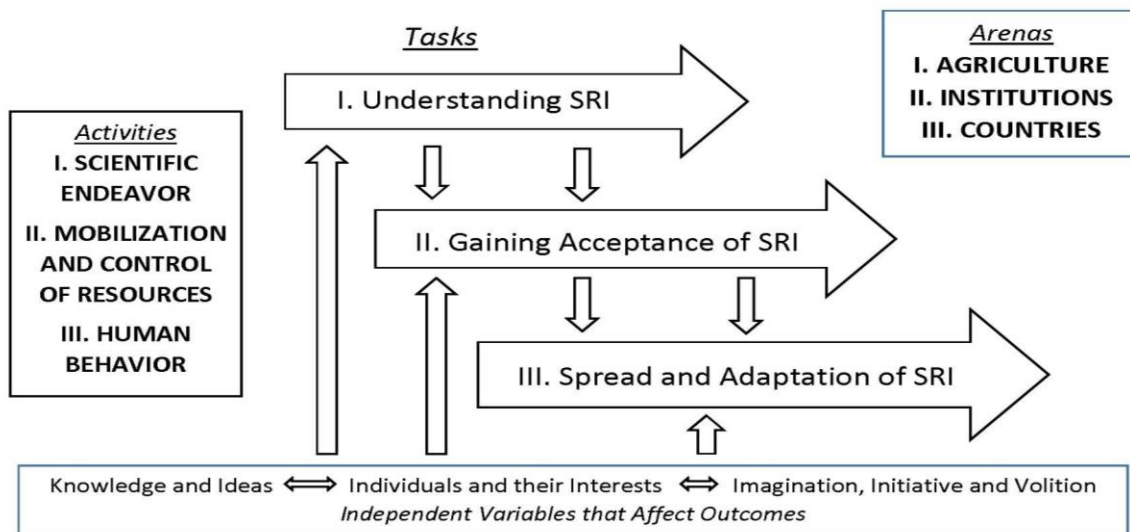 Tasks
I. Understanding SRI
II. Gaining Acceptance of SRI
III. Spread and Adaptation of SRI
Arenas
I. AGRICULTURE
II. INSTITUTIONS
III. COUNTRIES
Activities
I. SCIENTIFIC
ENDEAVOR
II. MOBILIZATION
AND CONTROL
OF RESOURCES
III. HUMAN
BEHAVIOR
Knowledge and Ideas Individuals and their Interests Imagination, Initiative and Volition
Independent Variables that Affect Outcomes